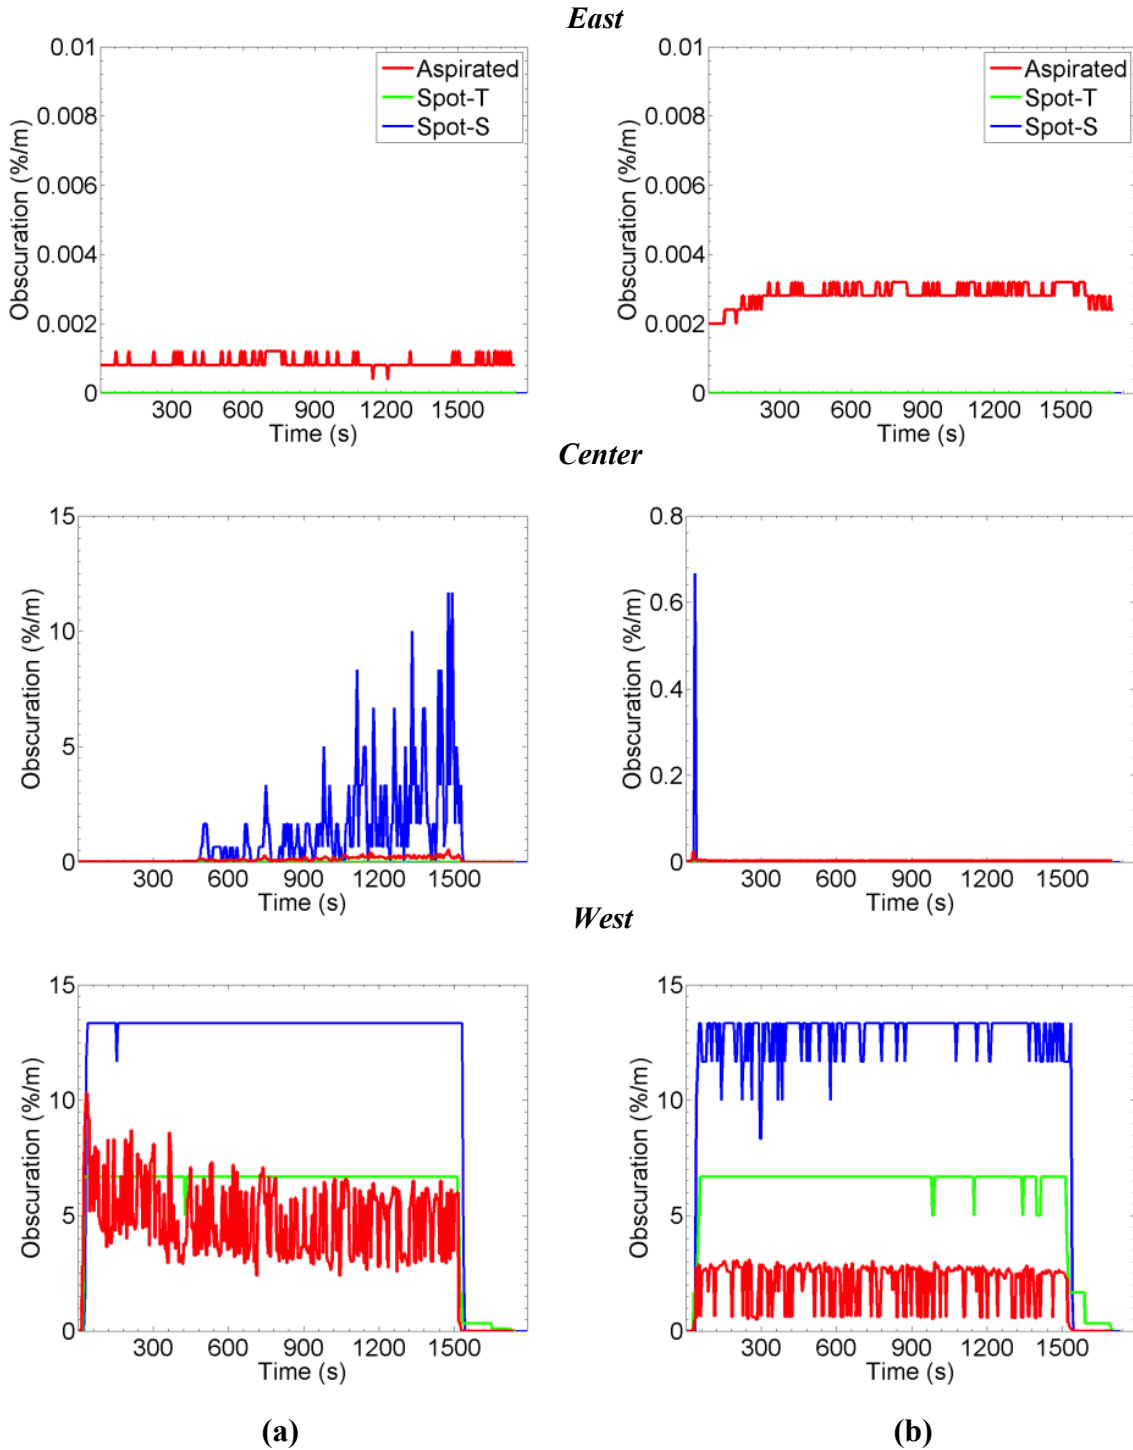 East
0.01
0.008
0.006
0.004
0.002
0
Obscuration (%/m)
Aspirated
Spot-T
Spot-S
300 600 900 1200 1500
Time (s)
0.01
0.008
0.006
0.004
0.002
0
Obscuration (%/m)
Aspirated
Spot-T
Spot-S
300 600 900 1200 1500
Time (s)
Center
15
10
5
0
Obscuration (%/m)
300 600 900 1200 1500
Time (s)
0.8
0.6
0.4
0.2
0
Obscuration (%/m)
300 600 900 1200 1500
Time (s)
West
15
10
5
0
Obscuration (%/m)
300 600 900 1200 1500
Time (s)
15
10
5
0
Obscuration (%/m)
300 600 900 1200 1500
Time (s)
(a)
(b)